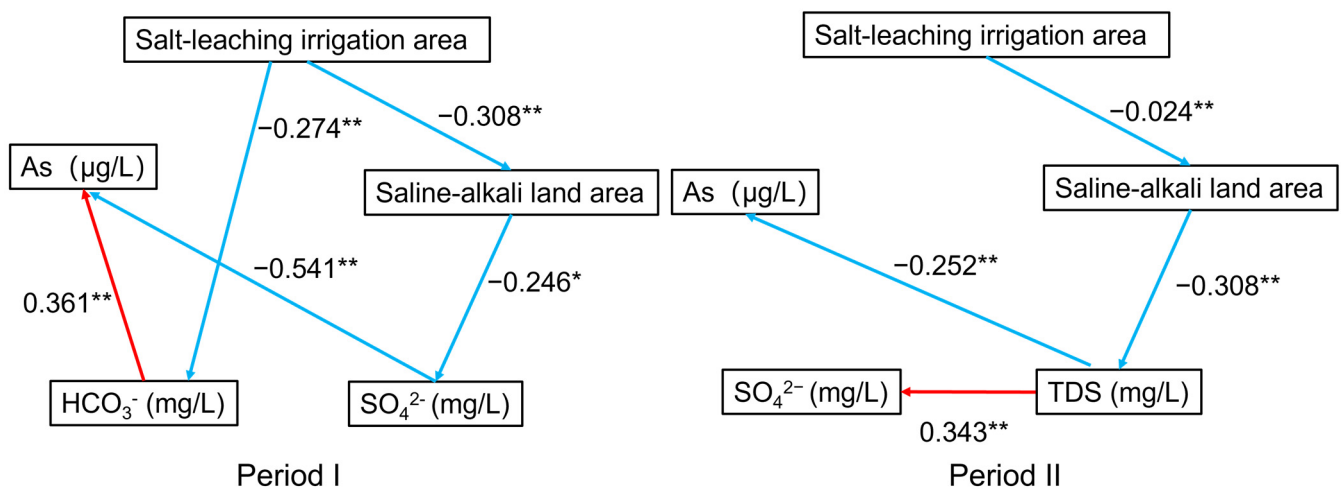 Salt-leaching irrigation area
−0.274**
−0.308**
As (μg/L)
Saline-alkali land area
−0.541**
−0.246*
0.361**
HCO₃⁻ (mg/L)
SO₄²⁻ (mg/L)
Period I
Salt-leaching irrigation area
−0.024**
As (μg/L)
Saline-alkali land area
−0.252**
−0.308**
SO₄²⁻ (mg/L)
TDS (mg/L)
0.343**
Period II